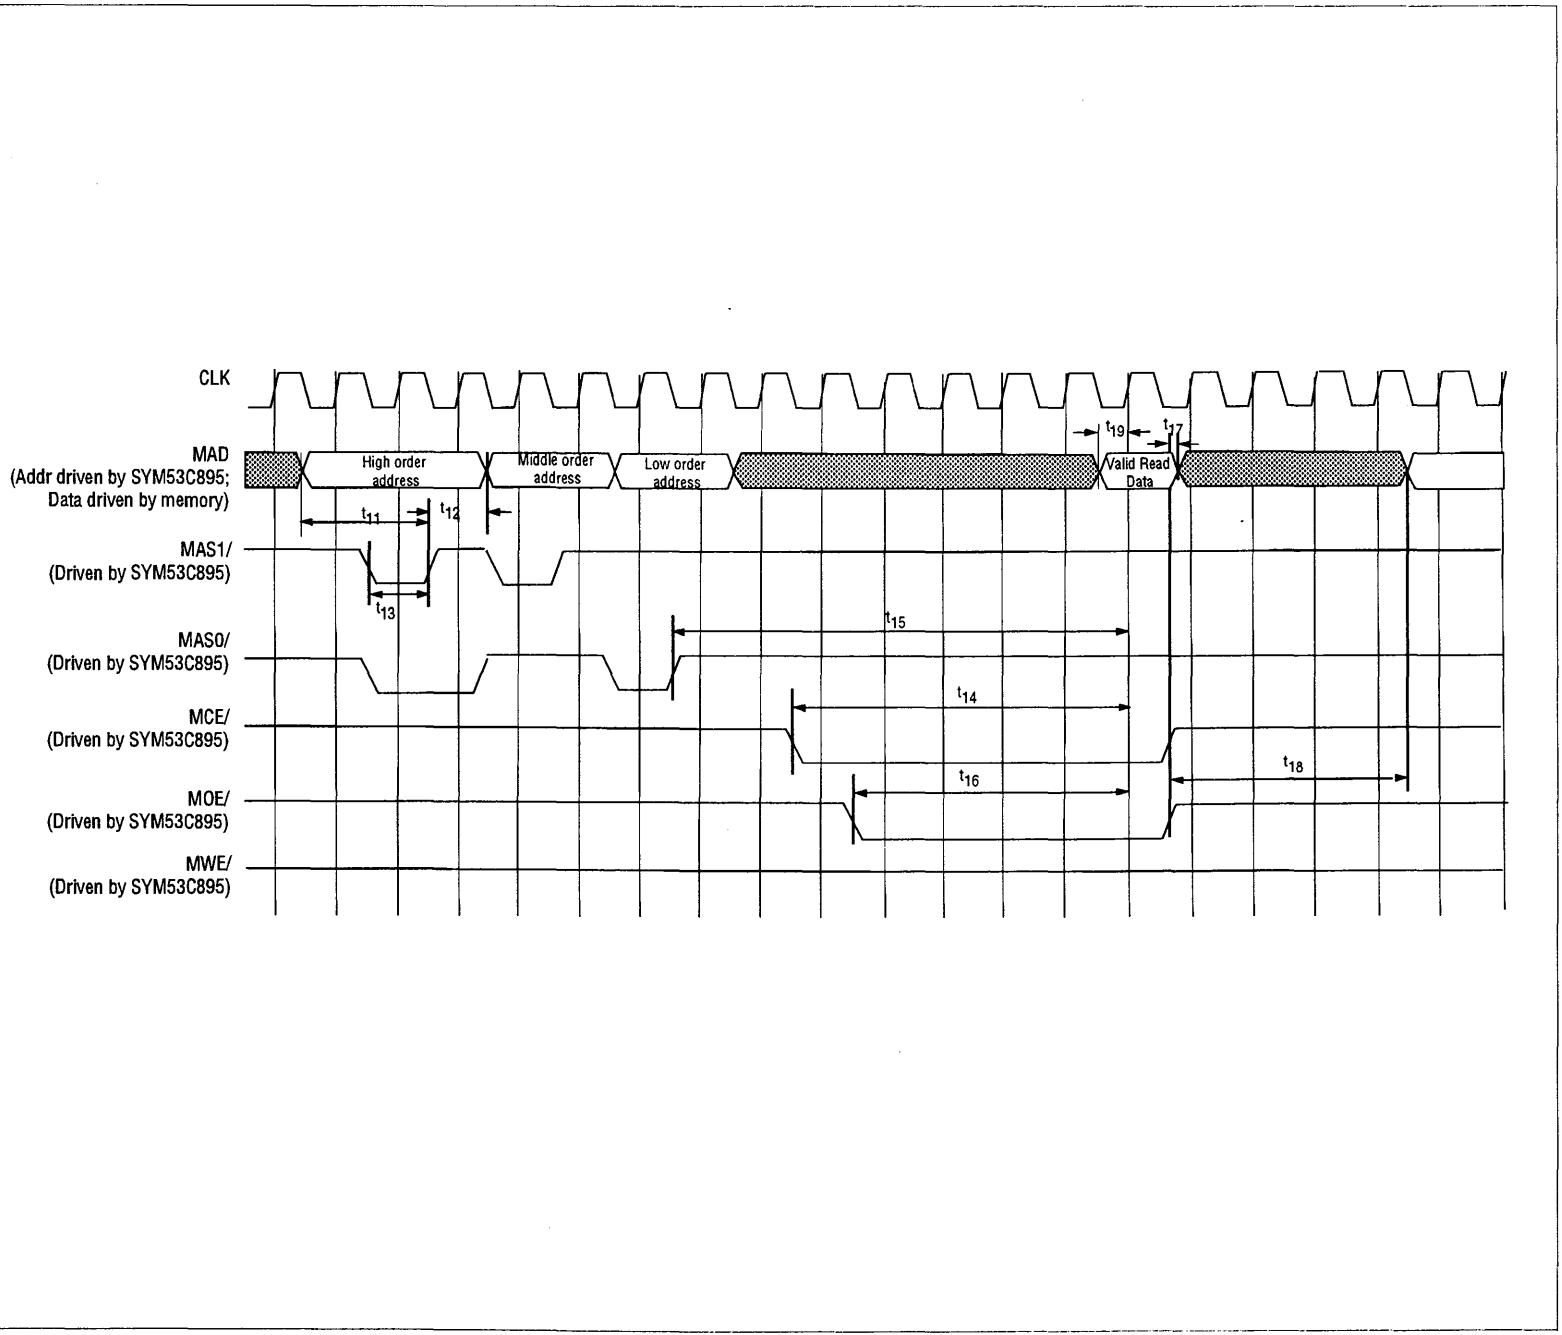 CLK
t19
t17
MAD
(Addr driven by SYM53C895;
Data driven by memory)
High order
address
Middle order
address
Low order
address
Valid Read
Data
t11
t12
MAS1/
(Driven by SYM53C895)
t13
t15
MAS0/
(Driven by SYM53C895)
t14
MCE/
(Driven by SYM53C895)
t16
t18
MOE/
(Driven by SYM53C895)
MWE/
(Driven by SYM53C895)